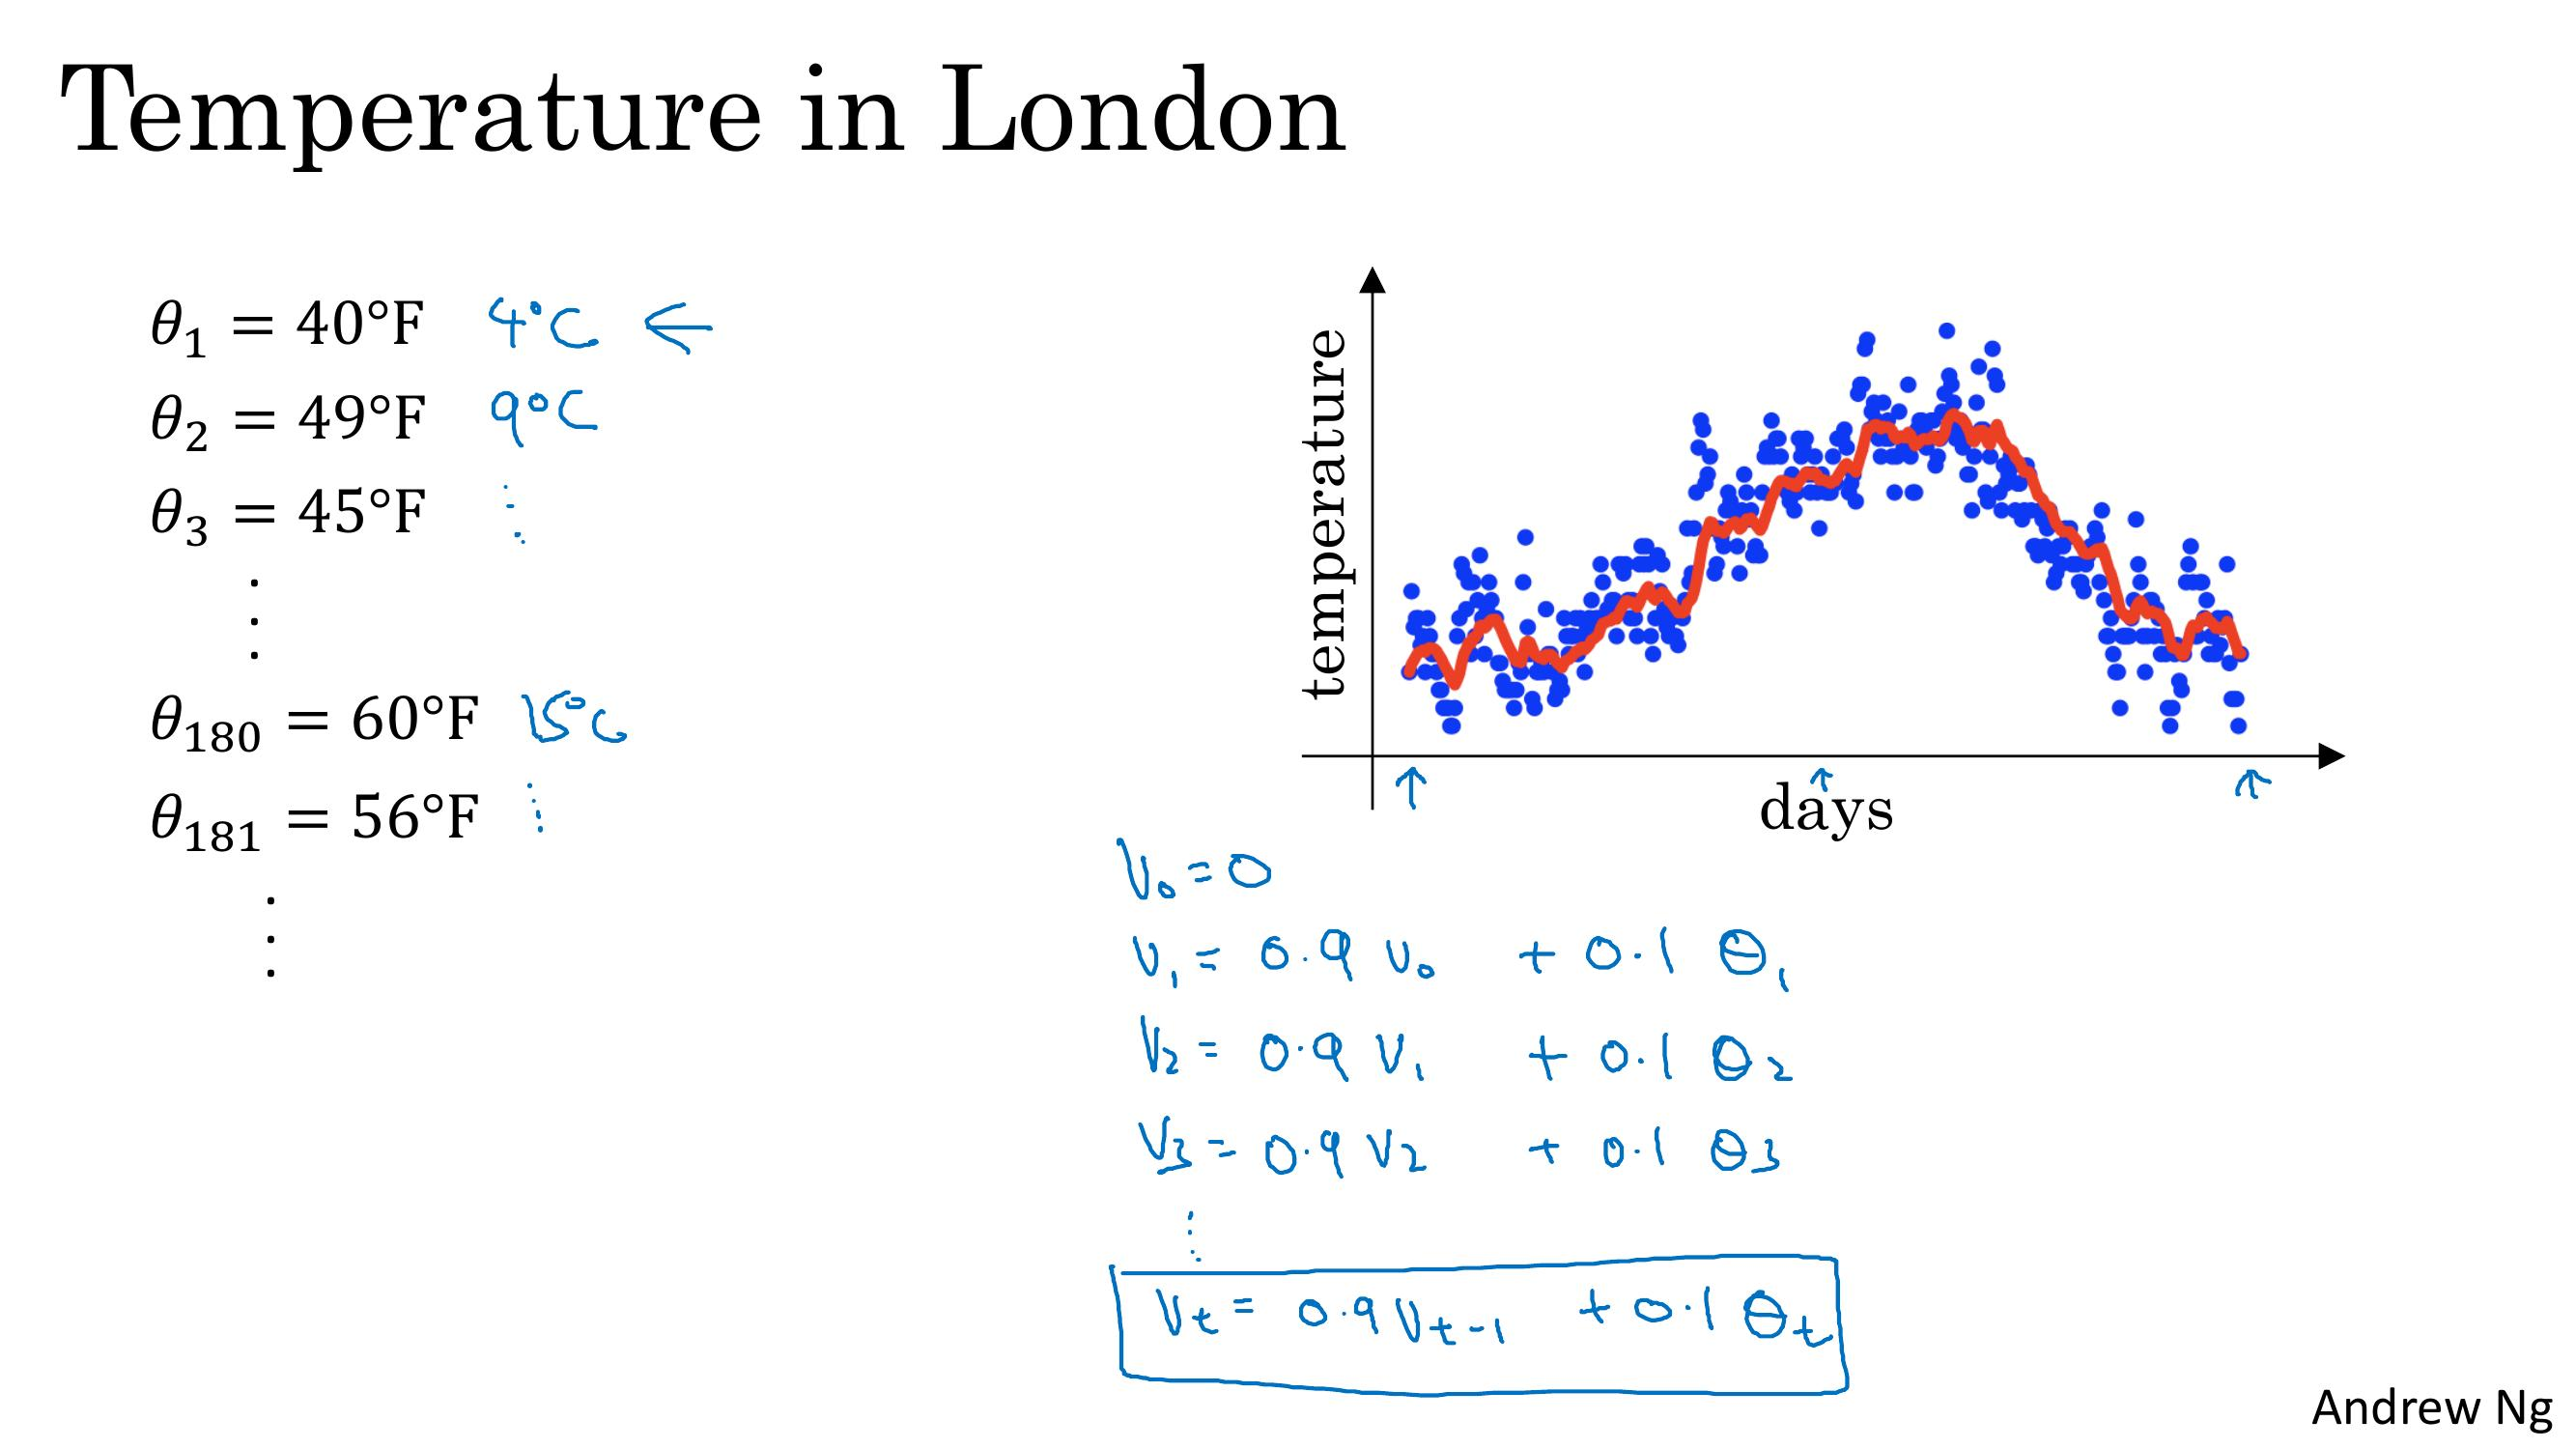 Temperature in London
θ₁ = 40°F 4°C ←
θ₂ = 49°F 9°C
θ₃ = 45°F ⋮
⋮
θ₁₈₀ = 60°F 15°C
θ₁₈₁ = 56°F ⋮
⋮
temperature
days
V₀ = 0
V₁ = 0.9 V₀ + 0.1 θ₁
V₂ = 0.9 V₁ + 0.1 θ₂
V₃ = 0.9 V₂ + 0.1 θ₃
⋮
Vₜ = 0.9 Vₜ₋₁ + 0.1 θₜ
Andrew Ng